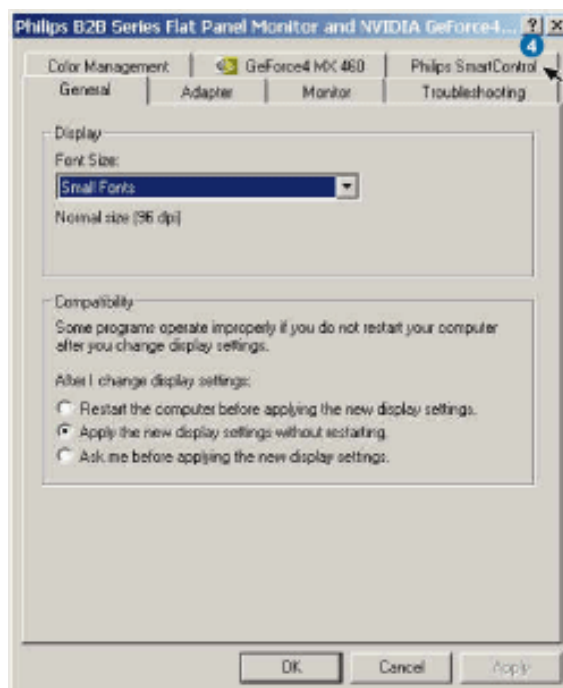 Philips B2B Series Flat Panel Monitor and NVIDIA GeForce4... ? X
4
Color Management GeForce4 MX 460 Philips SmartControl
General Adapter Monitor Troubleshooting
Display
Font Size:
Small Fonts
Normal size (96 dpi)
Compatibility
Some programs operate improperly if you do not restart your computer
after you change display settings.
After I change display settings:
Restart the computer before applying the new display settings.
Apply the new display settings without restarting.
Ask me before applying the new display settings.
OK Cancel Apply